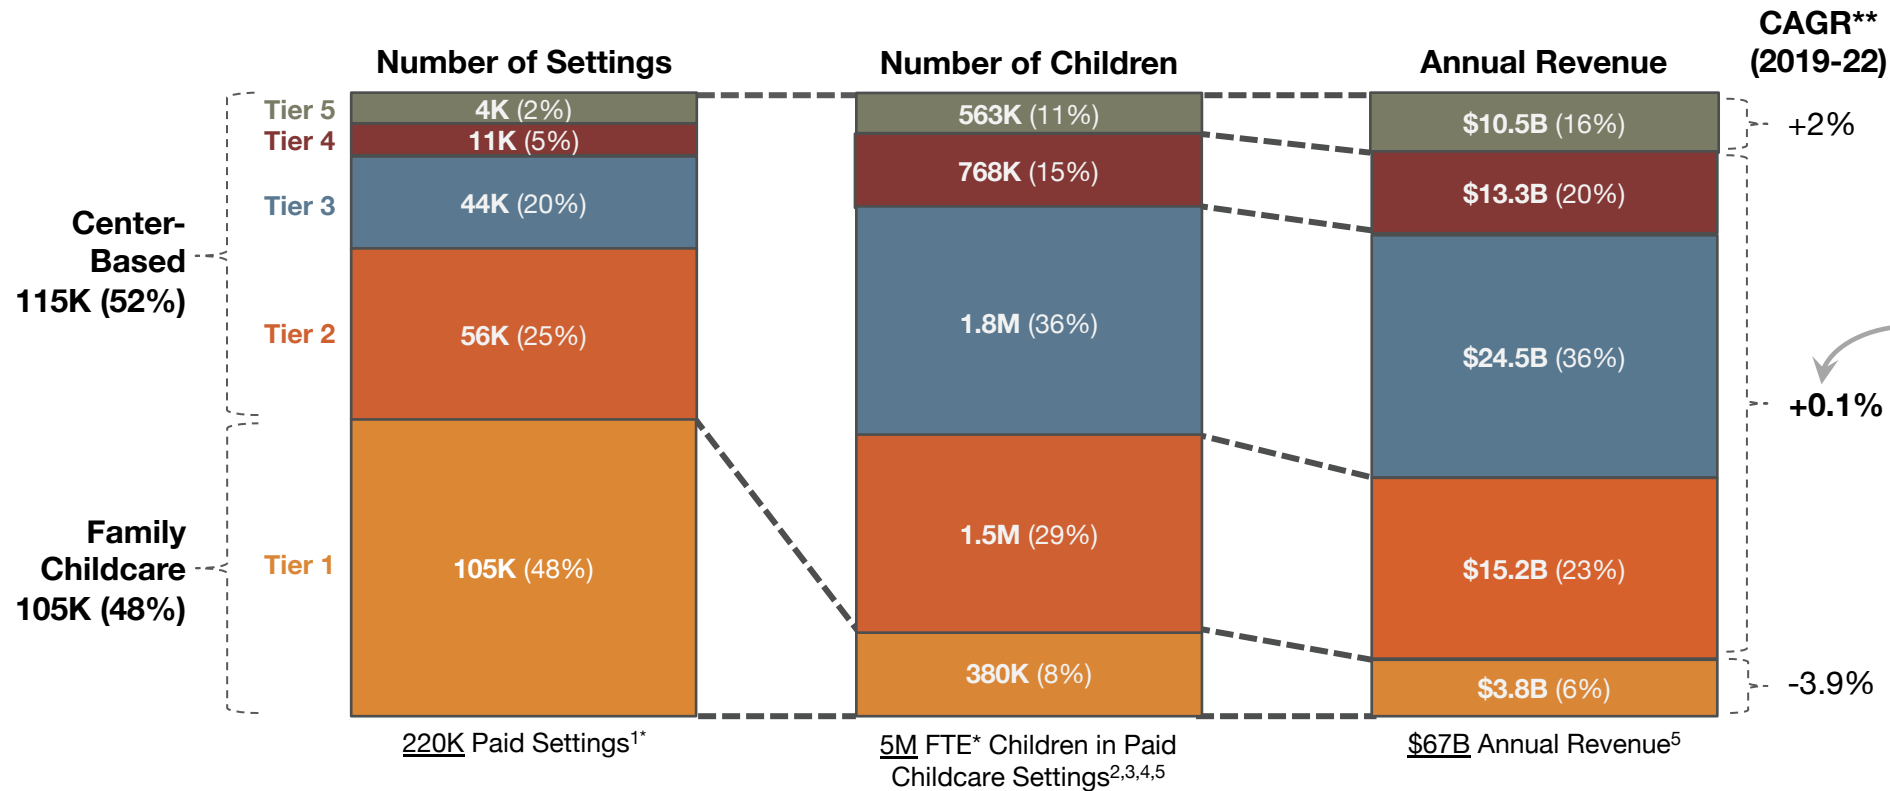 CAGR**
(2019-22)
Number of Settings
Number of Children
Annual Revenue
Tier 5
4K (2%)
563K (11%)
$10.5B (16%)
+2%
Tier 4
11K (5%)
768K (15%)
$13.3B (20%)
Tier 3
44K (20%)
Center-
Based
115K (52%)
1.8M (36%)
$24.5B (36%)
+0.1%
Tier 2
56K (25%)
1.5M (29%)
$15.2B (23%)
Family
Childcare
105K (48%)
Tier 1
105K (48%)
380K (8%)
$3.8B (6%)
-3.9%
220K Paid Settings1*
5M FTE* Children in Paid
Childcare Settings2,3,4,5
$67B Annual Revenue5